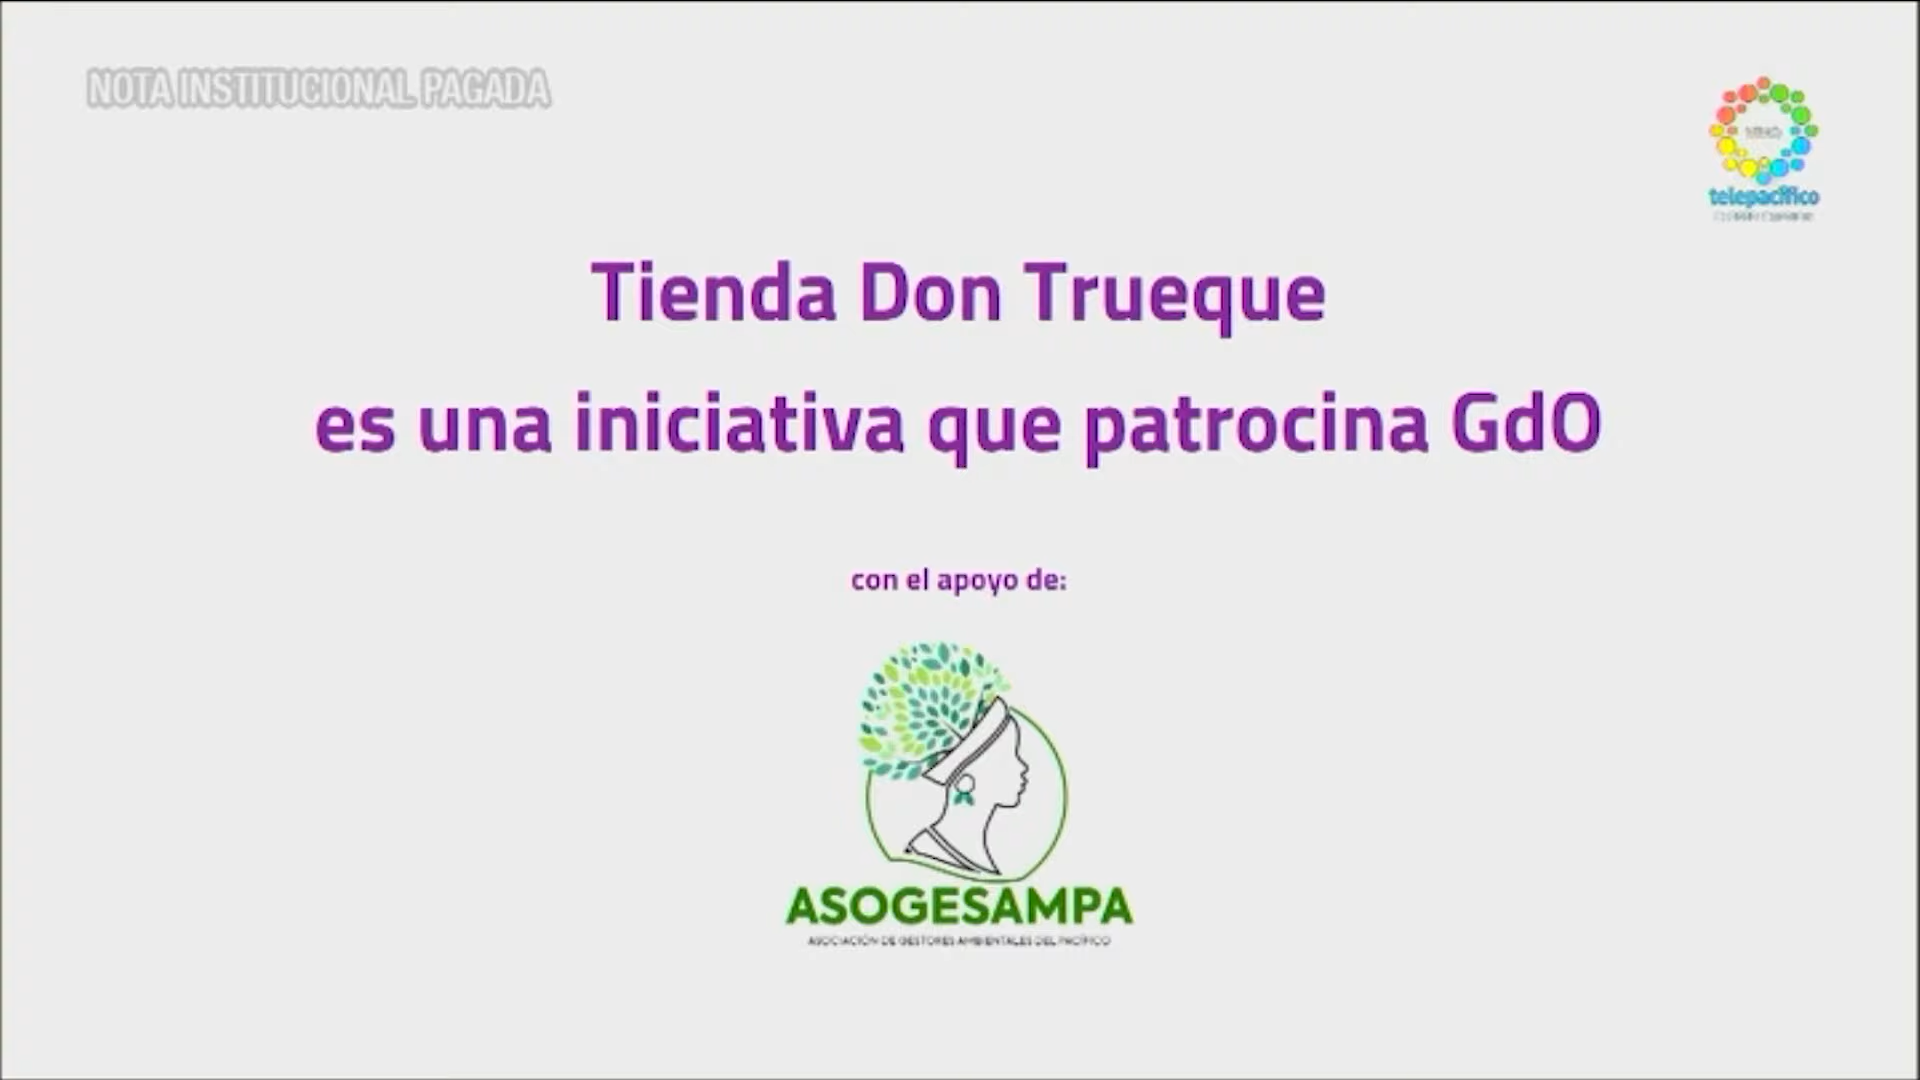 NOTA INSTITUCIONAL PAGADA
telepacífico
Tienda Don Trueque
es una iniciativa que patrocina GdO
con el apoyo de:
ASOGESAMPA
ASOCIACIÓN DE GESTORES AMBIENTALES DEL PACÍFICO